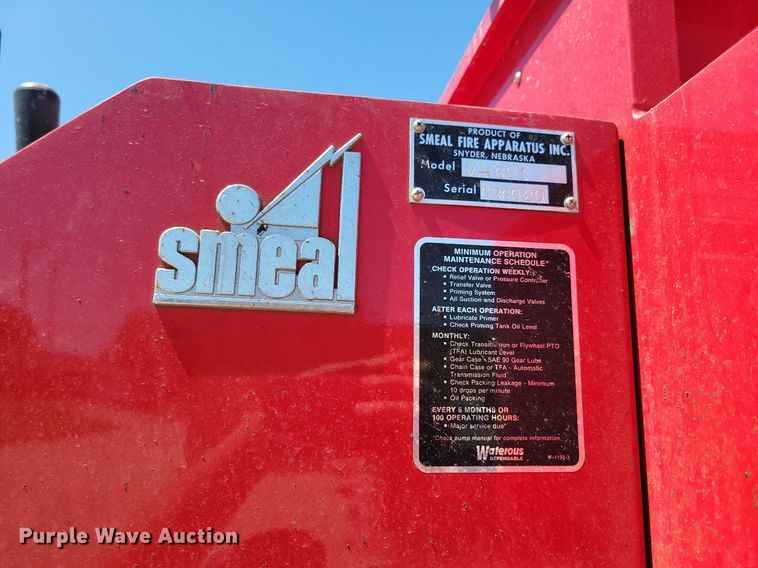 smeal
PRODUCT OF
SMEAL FIRE APPARATUS INC.
SNYDER, NEBRASKA
Model
Serial
MINIMUM OPERATION
MAINTENANCE SCHEDULE*
CHECK OPERATION WEEKLY:
• Relief Valve or Pressure Controller
• Transfer Valve
• Priming System
• All Suction and Discharge Valves
AFTER EACH OPERATION:
• Lubricate Primer
• Check Priming Tank Oil Level
MONTHLY:
• Check Transmission or Flywheel PTO
(TFA) Lubricant Level
• Gear Case - SAE 90 Gear Lube
• Chain Case or TFA - Automatic
Transmission Fluid
• Check Packing Leakage - Minimum
10 drops per minute
• Oil Packing
EVERY 6 MONTHS OR
100 OPERATING HOURS:
• Major service due*
*Check pump manual for complete information.
Waterous
DEPENDABLE
Purple Wave Auction